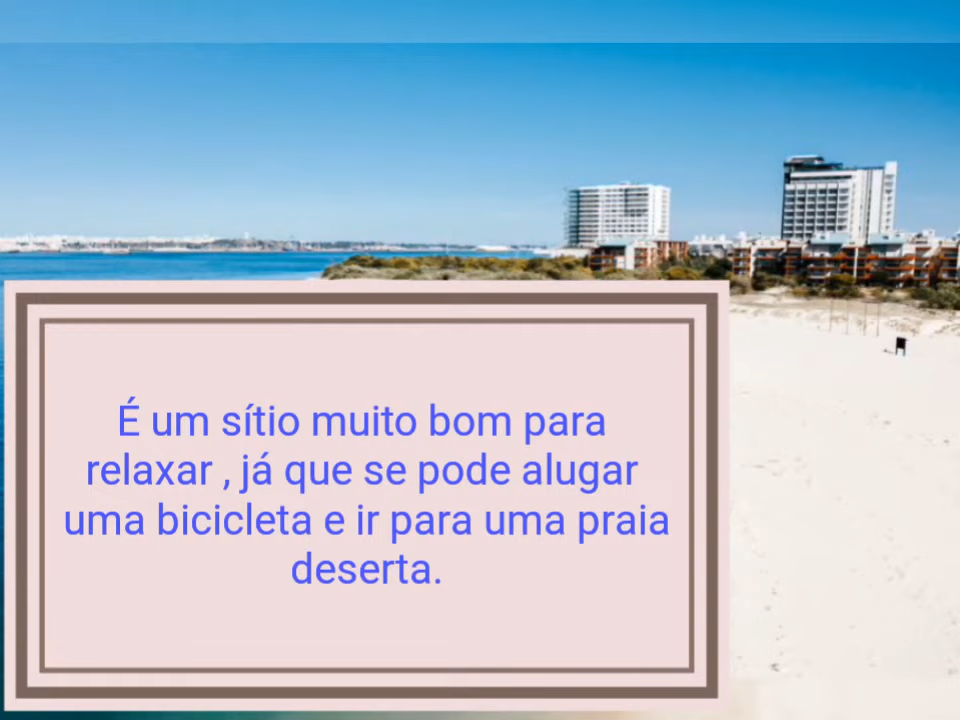 É um sítio muito bom para
relaxar , já que se pode alugar
uma bicicleta e ir para uma praia
deserta.